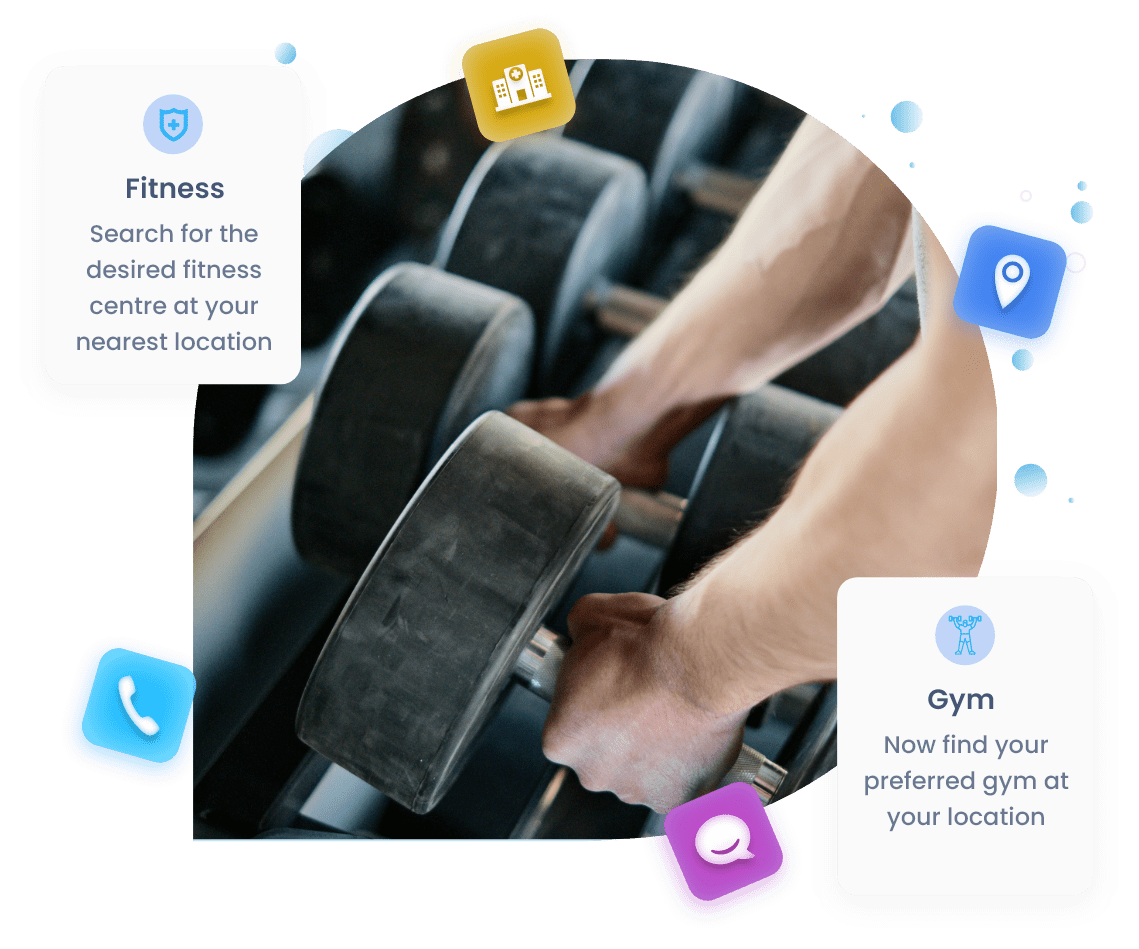 Fitness
Search for the
desired fitness
centre at your
nearest location
Gym
Now find your
preferred gym at
your location